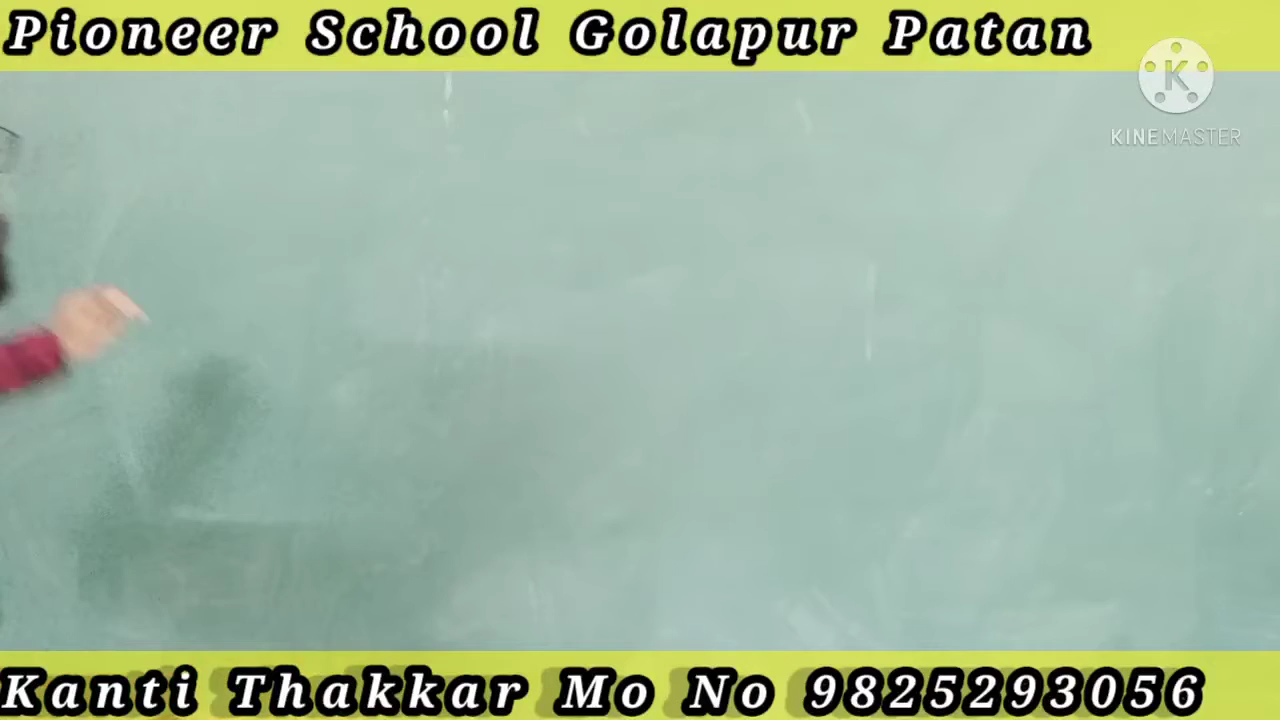 Pioneer School Golapur Patan
K
KINEMASTER
Kanti Thakkar Mo No 9825293056